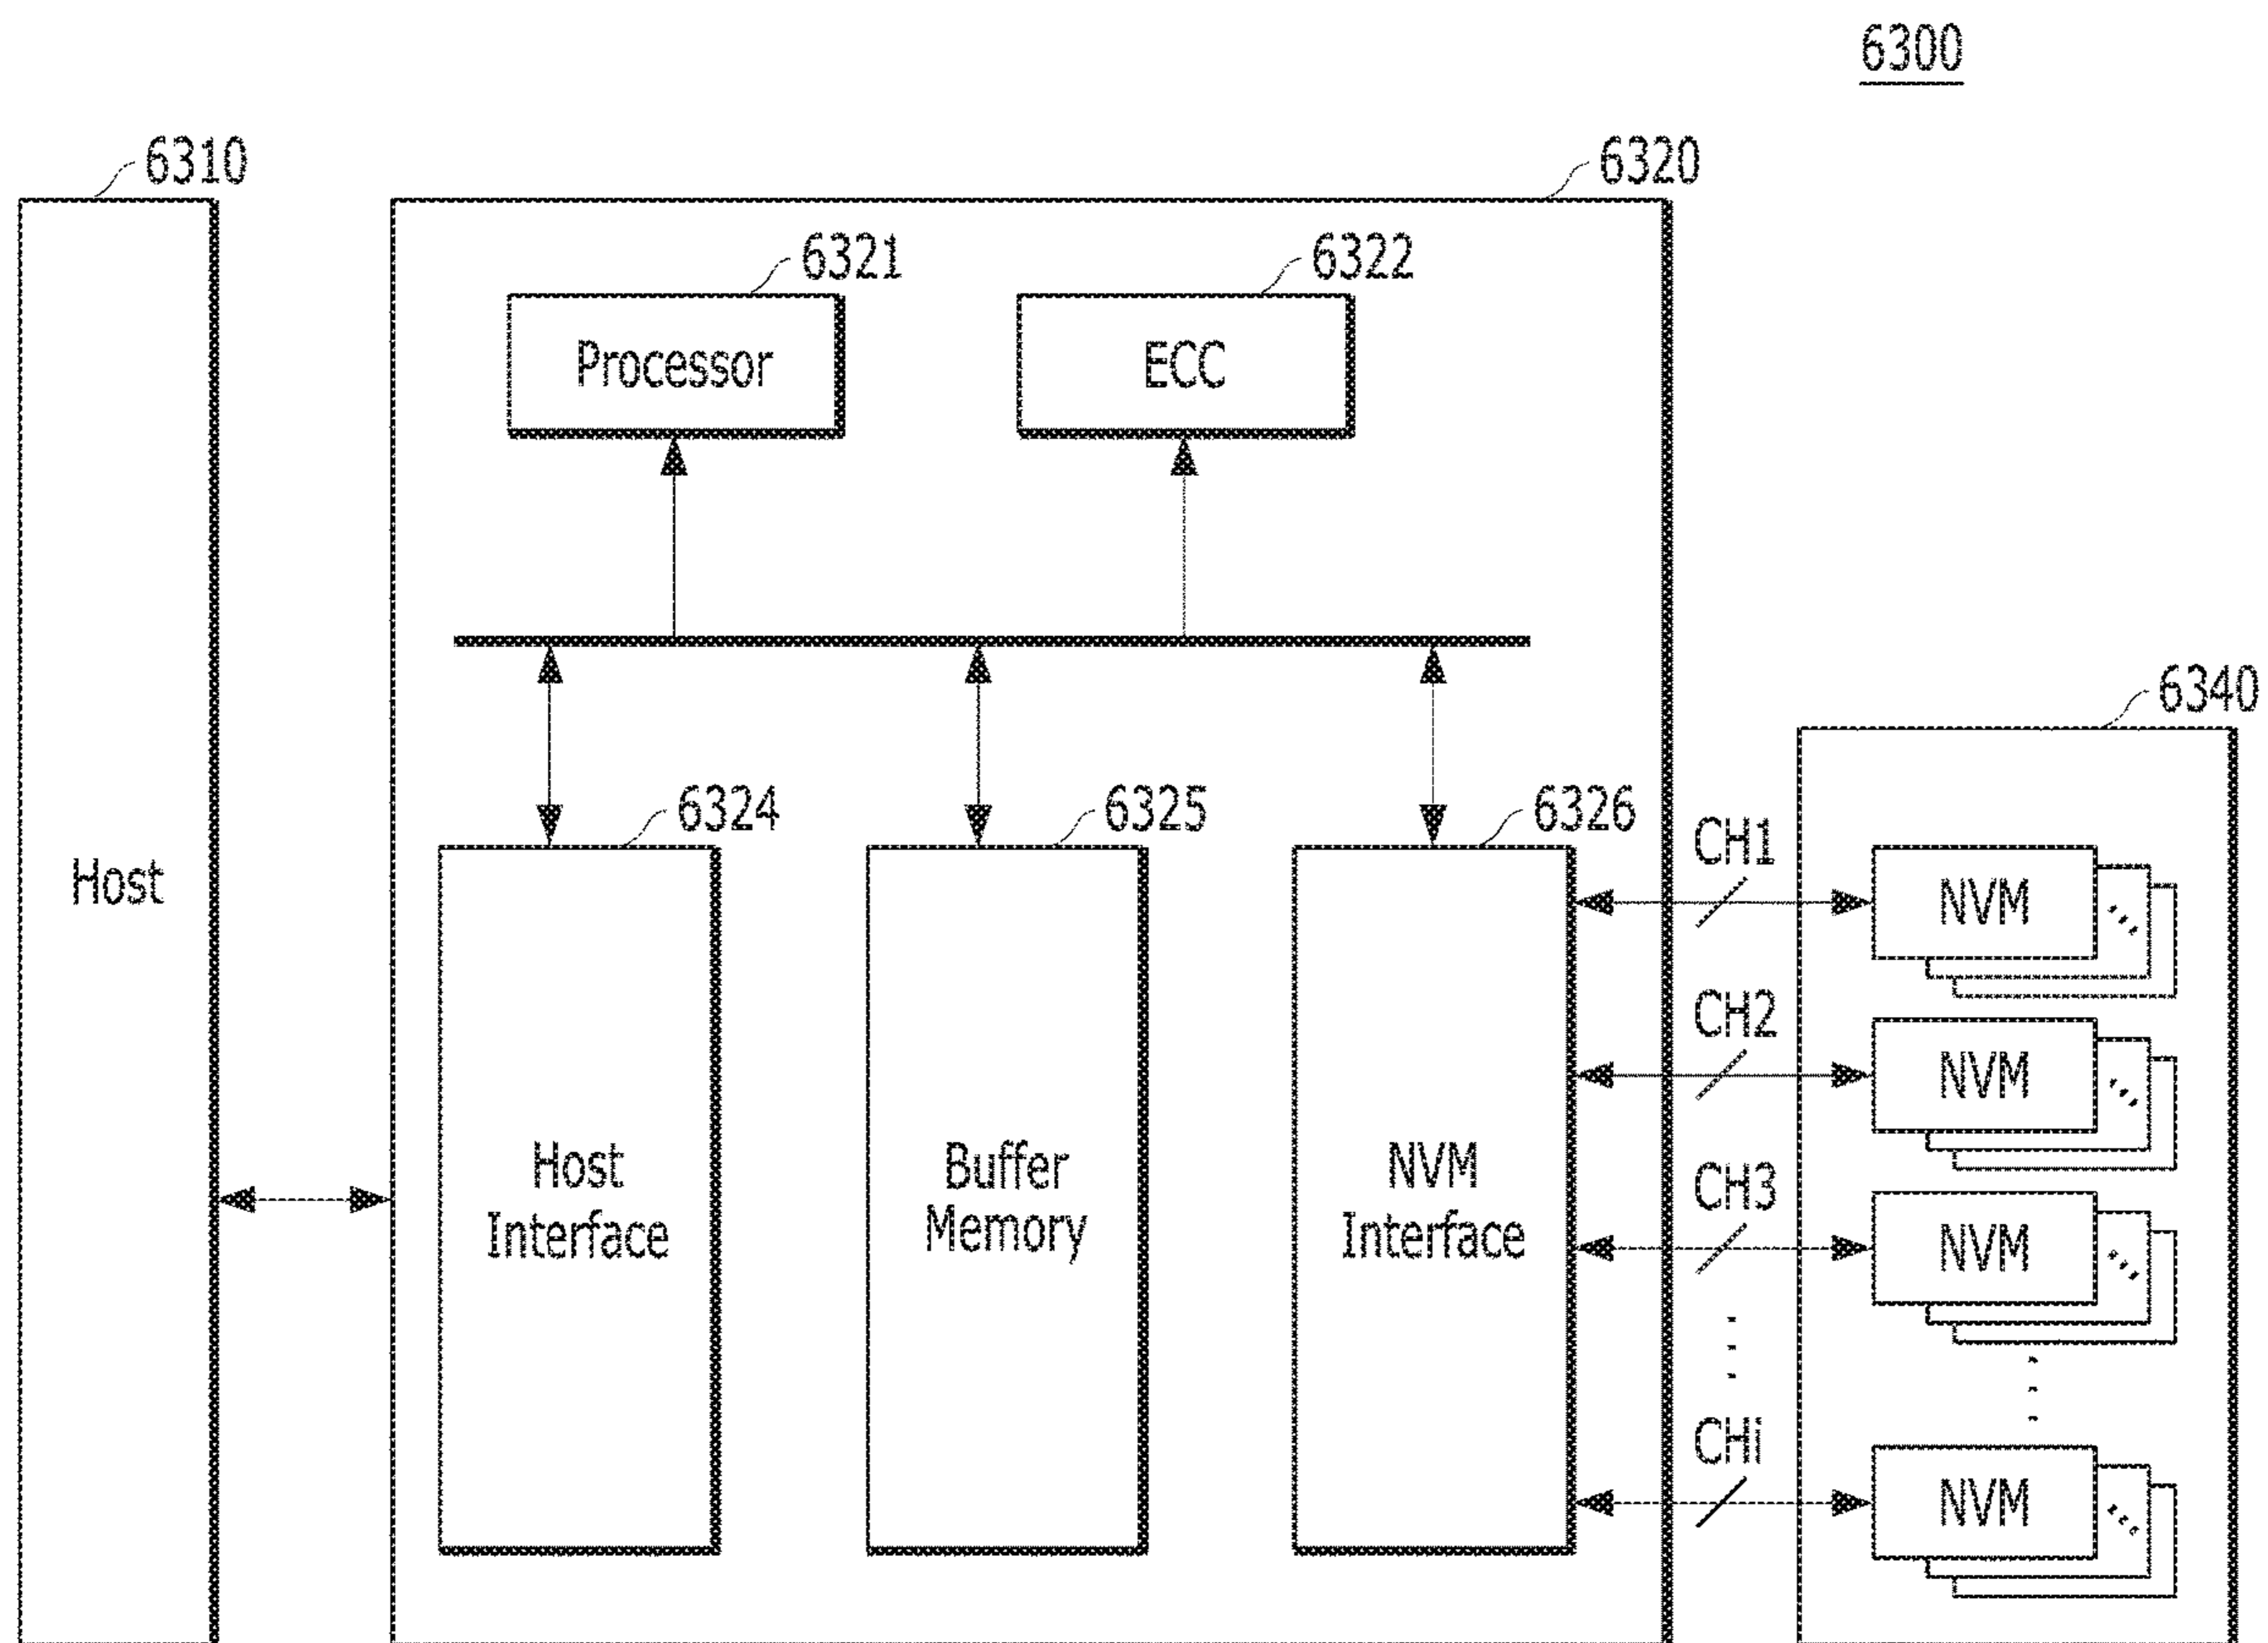 6300
6310
6320
6321
6322
Processor
ECC
6340
6324
6325
6326
CH1
Host
NVM
CH2
NVM
Host
Interface
Buffer
Memory
NVM
Interface
CH3
NVM
CHi
NVM